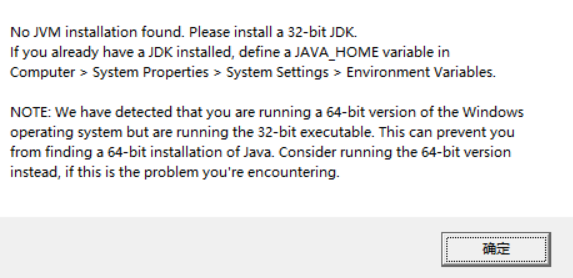 No JVM installation found. Please install a 32-bit JDK.
If you already have a JDK installed, define a JAVA_HOME variable in
Computer > System Properties > System Settings > Environment Variables.
NOTE: We have detected that you are running a 64-bit version of the Windows
operating system but are running the 32-bit executable. This can prevent you
from finding a 64-bit installation of Java. Consider running the 64-bit version
instead, if this is the problem you're encountering.
确定